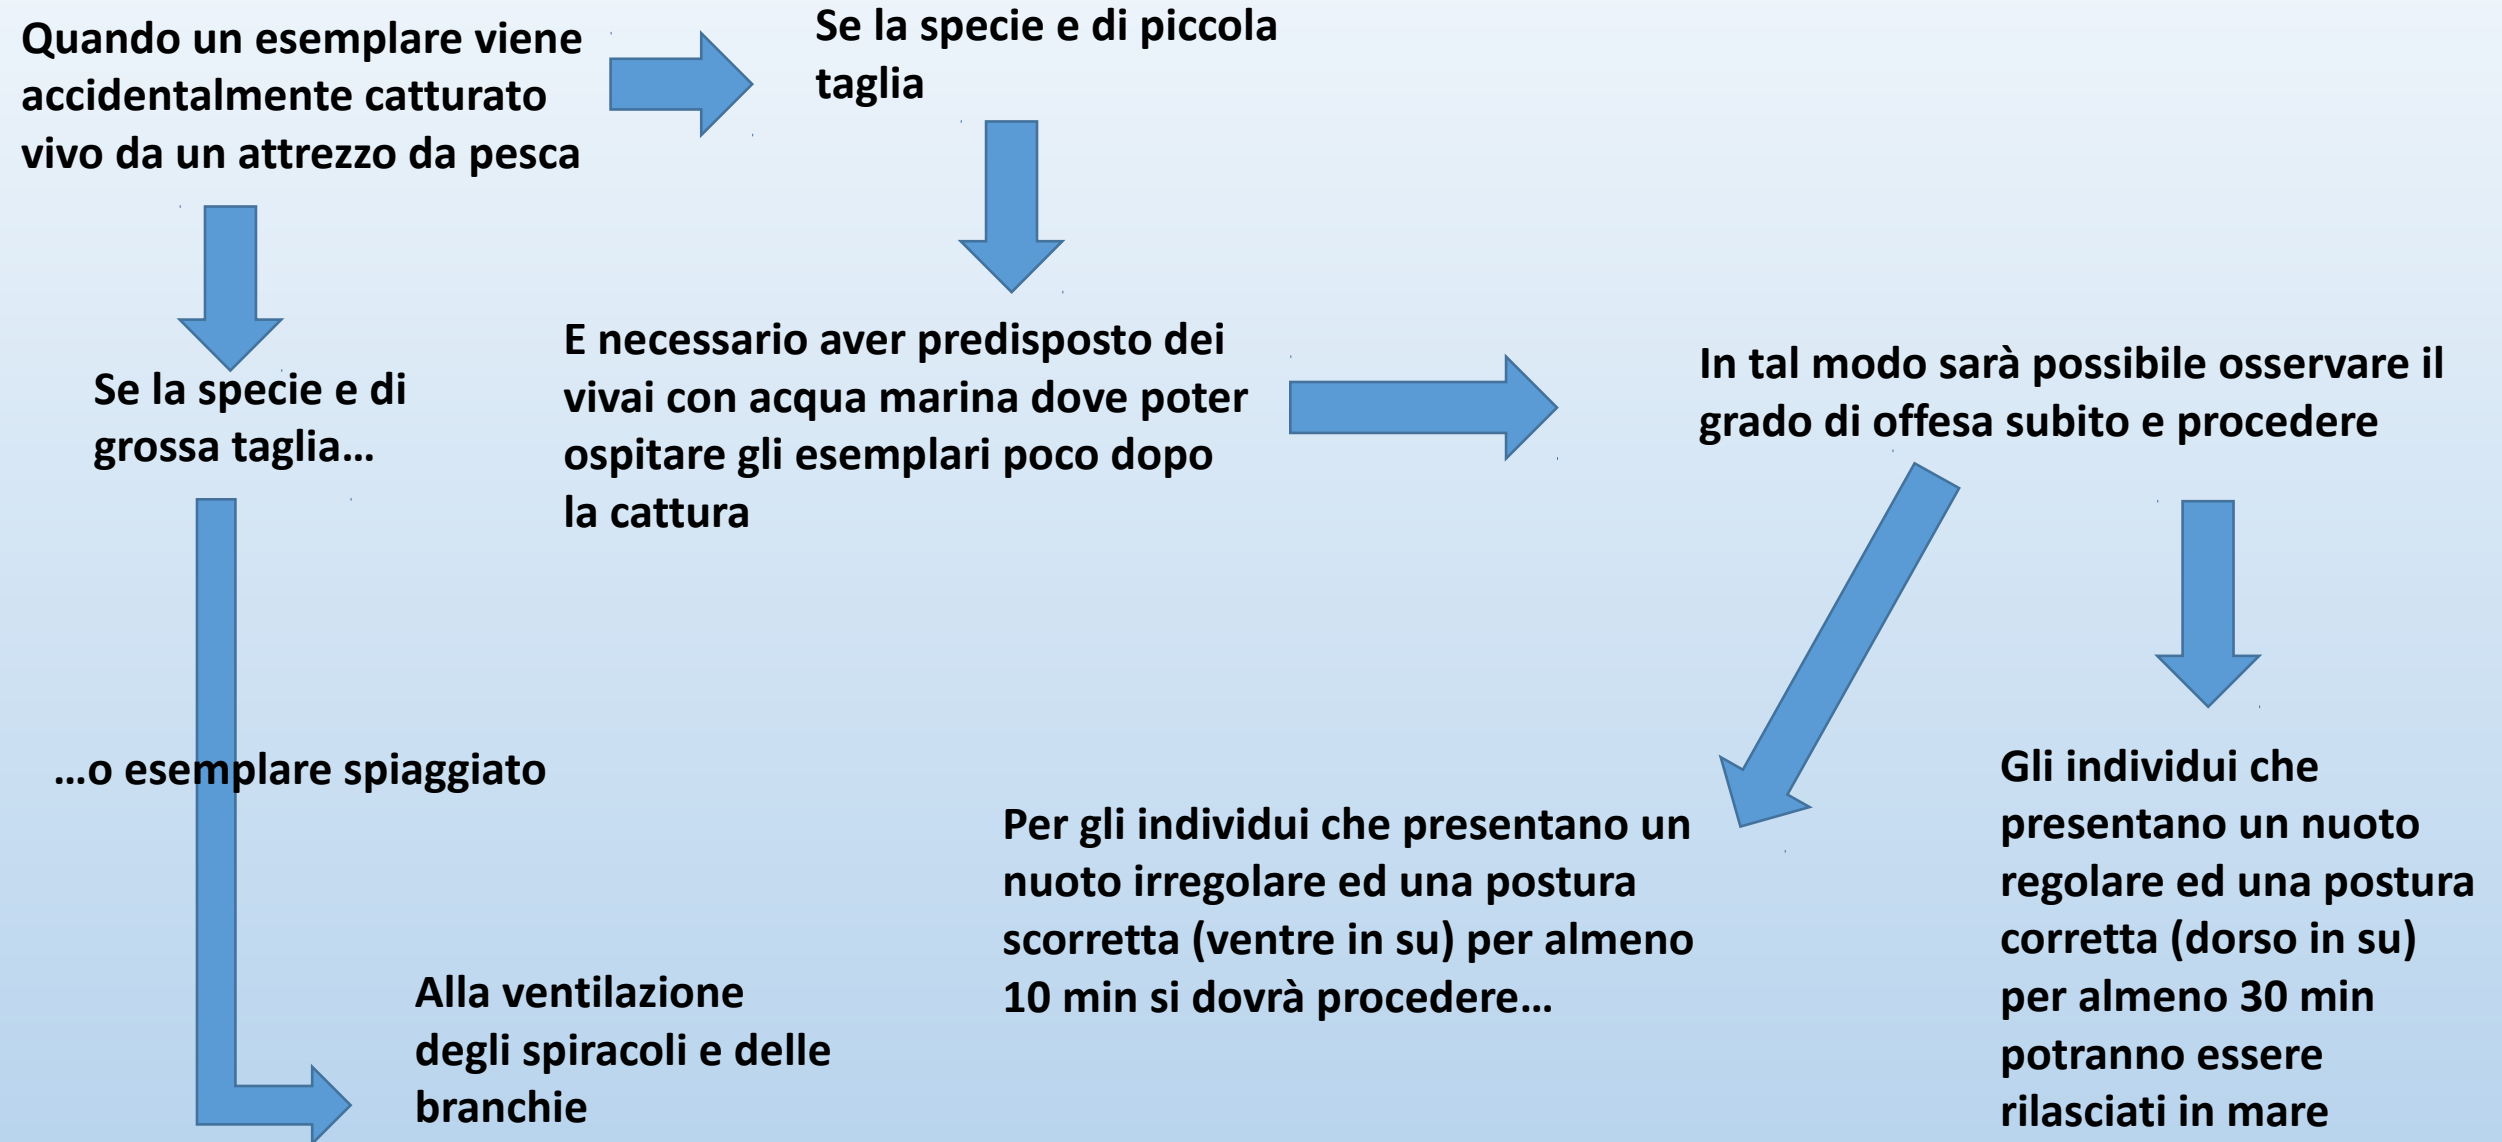 Quando un esemplare viene
accidentalmente catturato
vivo da un attrezzo da pesca
Se la specie e di piccola
taglia
Se la specie e di
grossa taglia…
E necessario aver predisposto dei
vivai con acqua marina dove poter
ospitare gli esemplari poco dopo
la cattura
In tal modo sarà possibile osservare il
grado di offesa subito e procedere
…o esemplare spiaggiato
Alla ventilazione
degli spiracoli e delle
branchie
Per gli individui che presentano un
nuoto irregolare ed una postura
scorretta (ventre in su) per almeno
10 min si dovrà procedere…
Gli individui che
presentano un nuoto
regolare ed una postura
corretta (dorso in su)
per almeno 30 min
potranno essere
rilasciati in mare